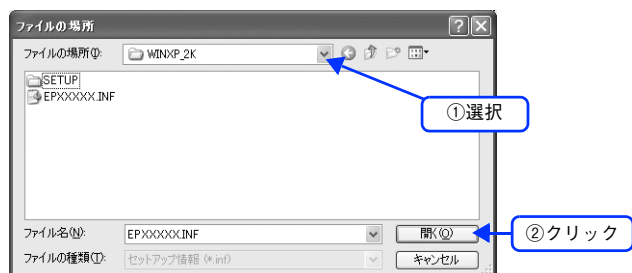 ファイルの場所
ファイルの場所(I):
WINXP_2K
SETUP
EPXXXXXX.INF
①選択
ファイル名(N):
EPXXXXXX.INF
開く(O)
②クリック
ファイルの種類(T):
セットアップ情報 (*.inf)
キャンセル